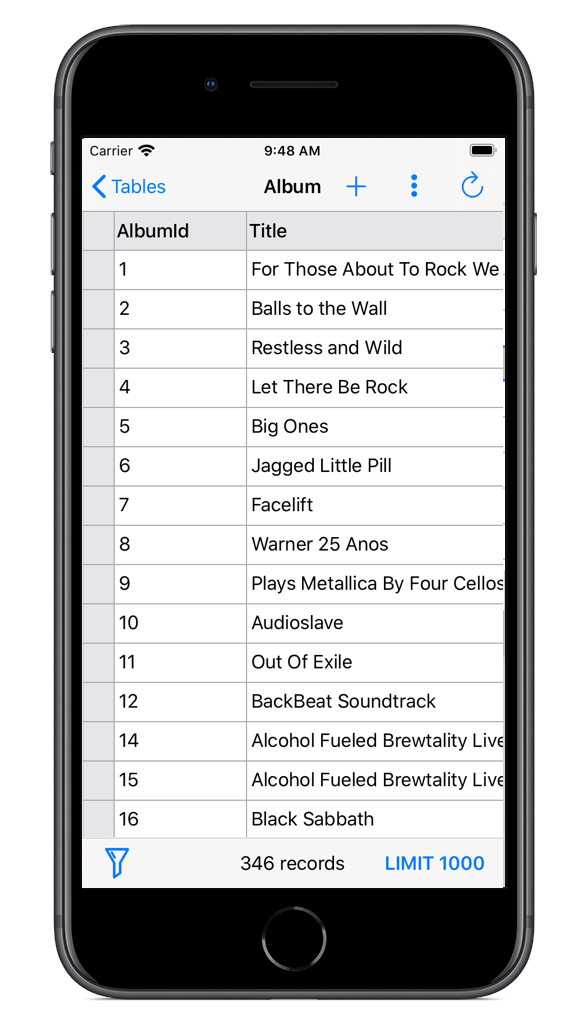 Carrier 9:48 AM
Tables Album
AlbumId Title
1 For Those About To Rock We
2 Balls to the Wall
3 Restless and Wild
4 Let There Be Rock
5 Big Ones
6 Jagged Little Pill
7 Facelift
8 Warner 25 Anos
9 Plays Metallica By Four Cellos
10 Audioslave
11 Out Of Exile
12 BackBeat Soundtrack
14 Alcohol Fueled Brewtality Live
15 Alcohol Fueled Brewtality Live
16 Black Sabbath
346 records LIMIT 1000